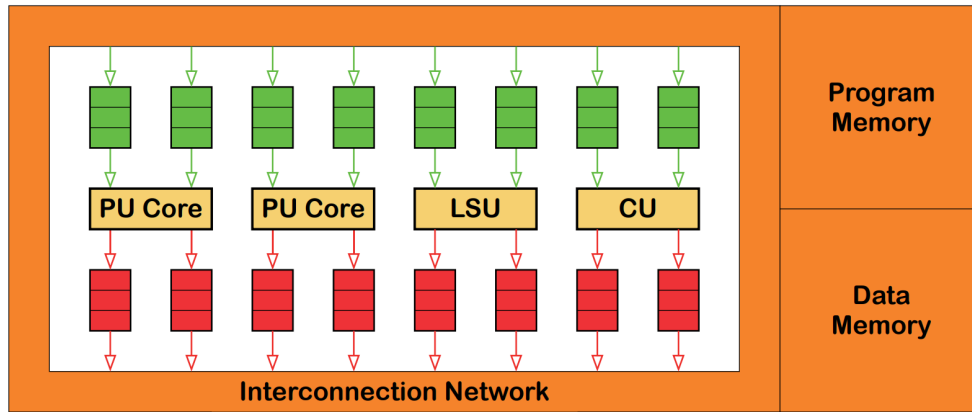 Program
Memory
PU Core
PU Core
LSU
CU
Data
Memory
Interconnection Network